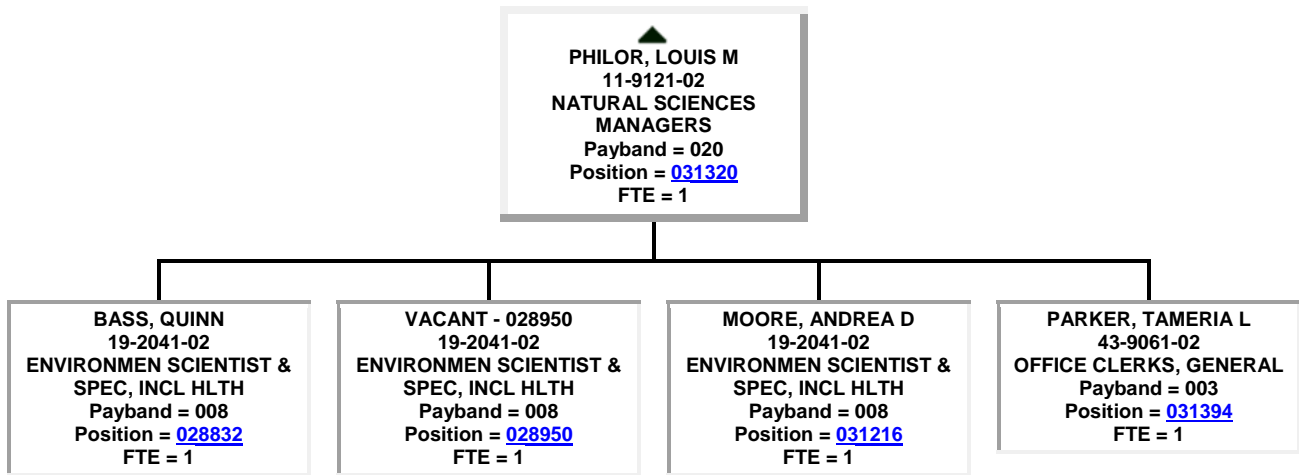 PHILOR, LOUIS M
11-9121-02
NATURAL SCIENCES
MANAGERS
Payband = 020
Position = 031320
FTE = 1
BASS, QUINN
19-2041-02
ENVIRONMEN SCIENTIST &
SPEC, INCL HLTH
Payband = 008
Position = 028832
FTE = 1
VACANT - 028950
19-2041-02
ENVIRONMEN SCIENTIST &
SPEC, INCL HLTH
Payband = 008
Position = 028950
FTE = 1
MOORE, ANDREA D
19-2041-02
ENVIRONMEN SCIENTIST &
SPEC, INCL HLTH
Payband = 008
Position = 031216
FTE = 1
PARKER, TAMERIA L
43-9061-02
OFFICE CLERKS, GENERAL
Payband = 003
Position = 031394
FTE = 1